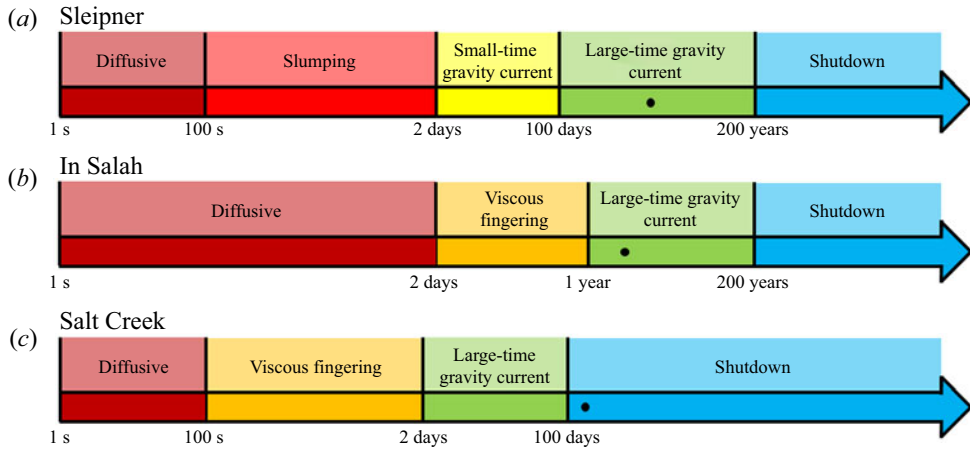 (a) Sleipner
Diffusive Slumping Small-time Large-time gravity Shutdown
gravity current current
1 s 100 s 2 days 100 days 200 years
(b) In Salah
Diffusive Viscous Large-time gravity Shutdown
fingering current
1 s 2 days 1 year 200 years
(c) Salt Creek
Diffusive Viscous fingering Large-time Shutdown
gravity current
1 s 100 s 2 days 100 days